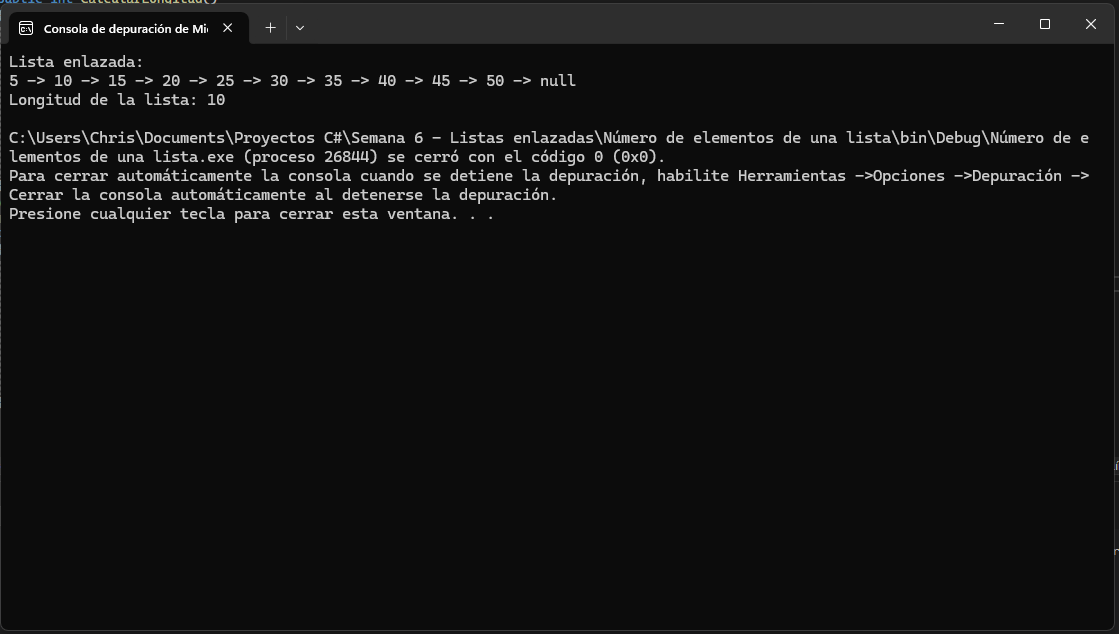 public int CalcularLongitud()
Consola de depuración de Mi
Lista enlazada:
5 -> 10 -> 15 -> 20 -> 25 -> 30 -> 35 -> 40 -> 45 -> 50 -> null
Longitud de la lista: 10
C:\Users\Chris\Documents\Proyectos C#\Semana 6 - Listas enlazadas\Número de elementos de una lista\bin\Debug\Número de e
lementos de una lista.exe (proceso 26844) se cerró con el código 0 (0x0).
Para cerrar automáticamente la consola cuando se detiene la depuración, habilite Herramientas ->Opciones ->Depuración ->
Cerrar la consola automáticamente al detenerse la depuración.
Presione cualquier tecla para cerrar esta ventana. . .